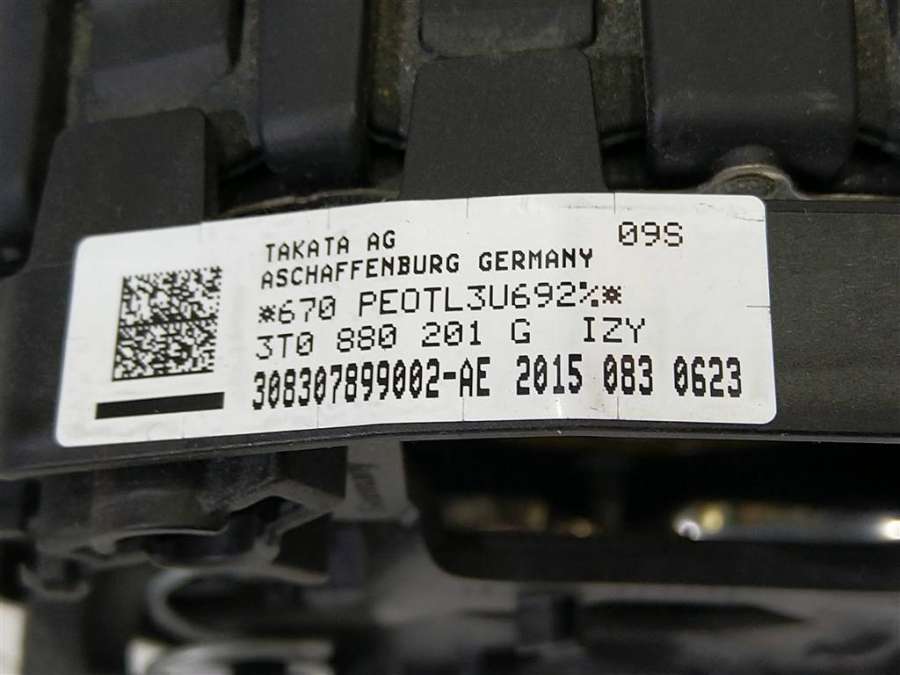 TAKATA AG 09S
ASCHAFFENBURG GERMANY
*670 PEOTL3U692%*
3T0 880 201 G IZY
308307899002-AE 2015 083 0623